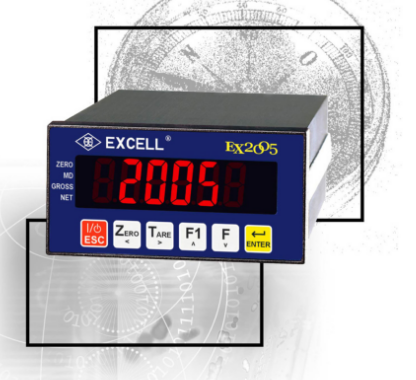 EXCELL®
EX2005
ZERO
MD
GROSS
NET
2005
I/⏻ ESC
ZERO <
TARE >
F1 ∧
F ∨
↵ ENTER
N
O